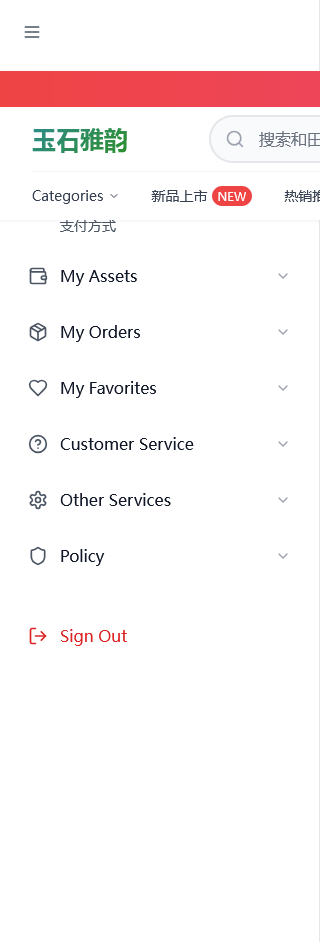 玉石雅韵
搜索和田
Categories 新品上市 NEW 热销
支付方式
My Assets
My Orders
My Favorites
Customer Service
Other Services
Policy
Sign Out